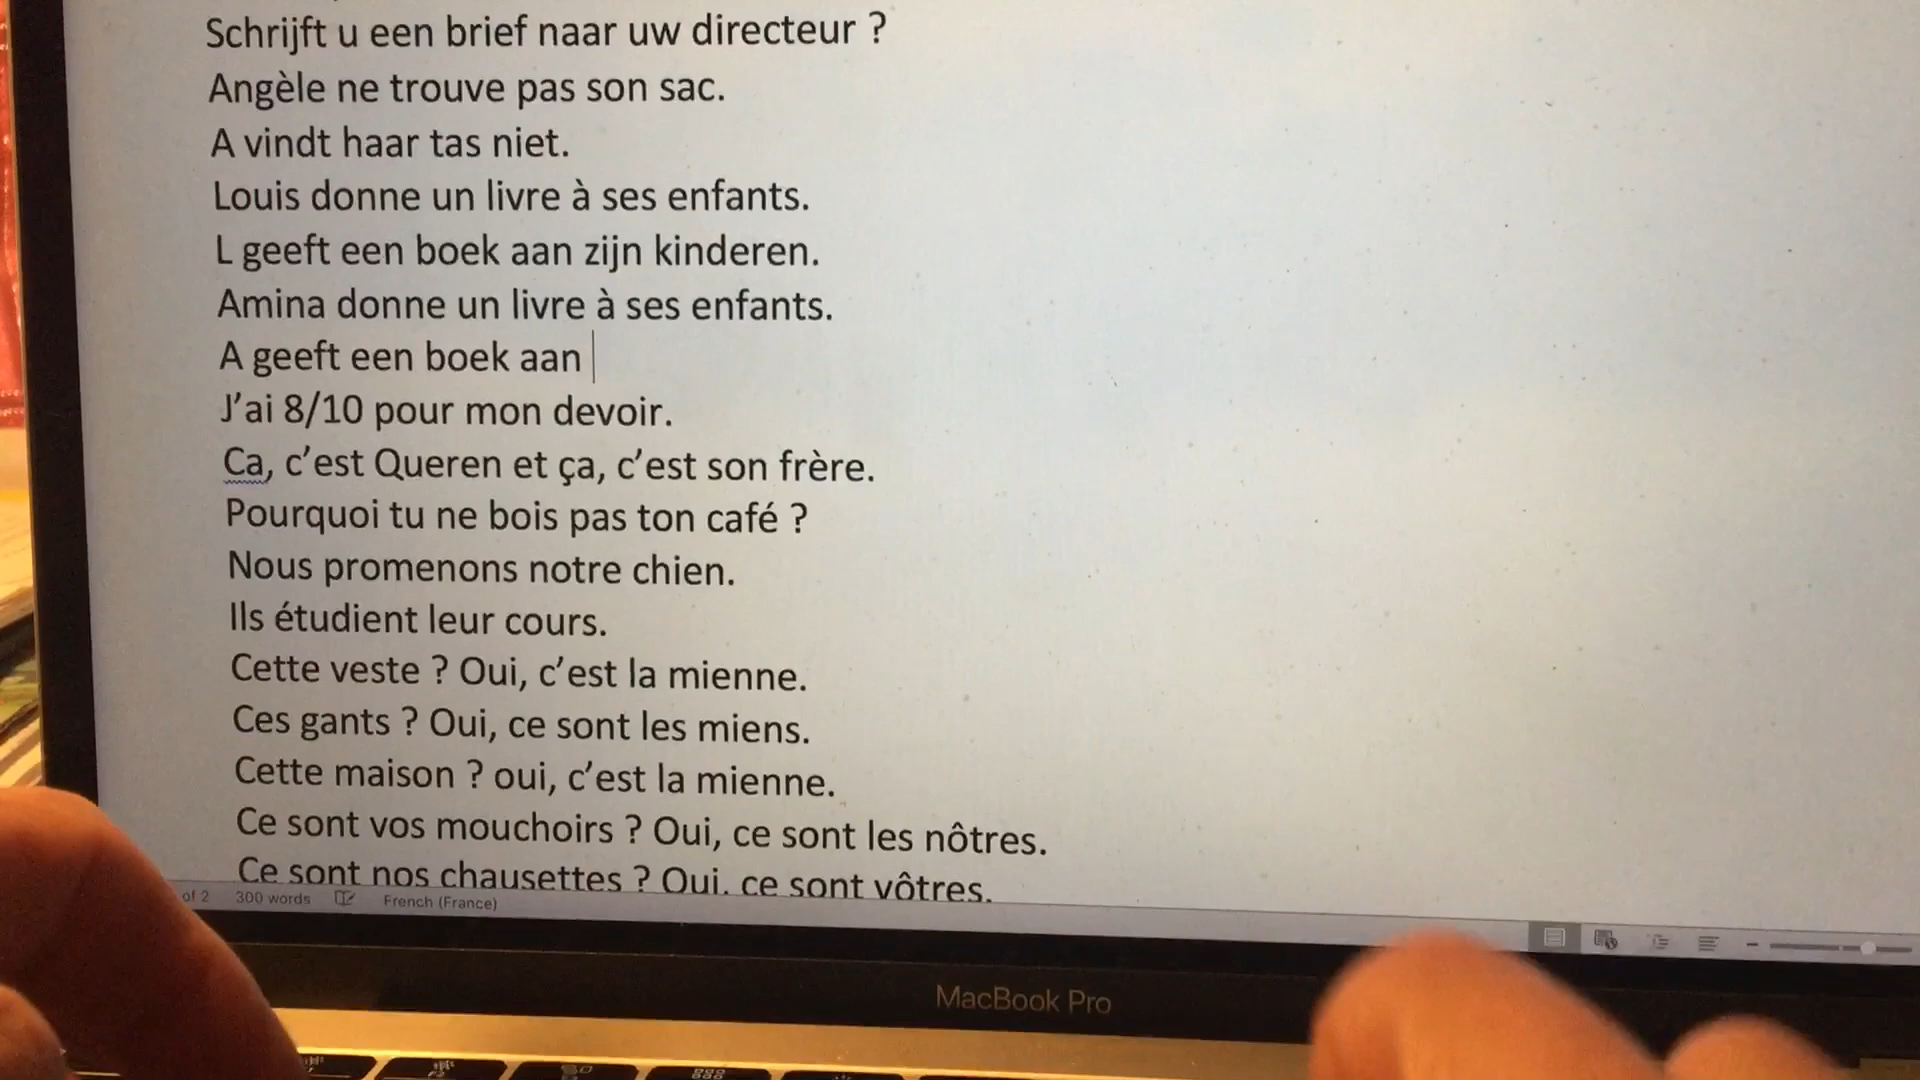 Schrijft u een brief naar uw directeur ?
Angèle ne trouve pas son sac.
A vindt haar tas niet.
Louis donne un livre à ses enfants.
L geeft een boek aan zijn kinderen.
Amina donne un livre à ses enfants.
A geeft een boek aan
J’ai 8/10 pour mon devoir.
Ca, c’est Queren et ça, c’est son frère.
Pourquoi tu ne bois pas ton café ?
Nous promenons notre chien.
Ils étudient leur cours.
Cette veste ? Oui, c’est la mienne.
Ces gants ? Oui, ce sont les miens.
Cette maison ? oui, c’est la mienne.
Ce sont vos mouchoirs ? Oui, ce sont les nôtres.
Ce sont nos chaussettes ? Oui, ce sont vôtres.
of 2 300 words French (France)
MacBook Pro